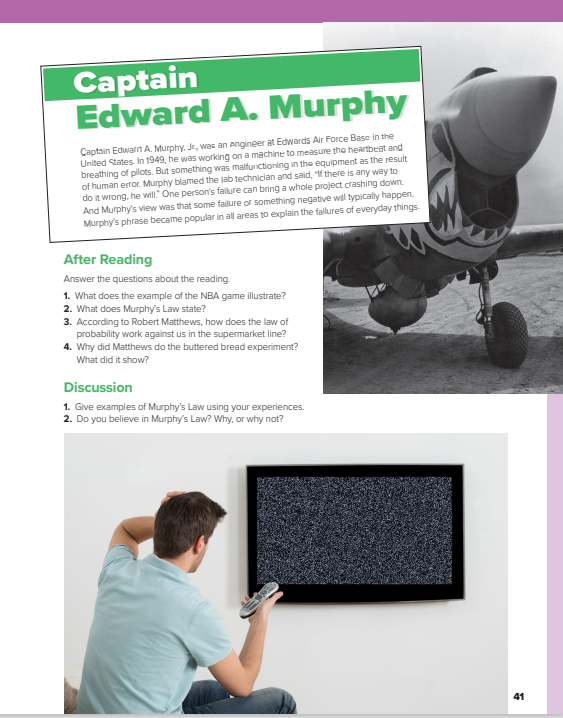 Captain
Edward A. Murphy
Captain Edward A. Murphy, Jr., was an engineer at Edwards Air Force Base in the
United States. In 1949, he was working on a machine to measure the heartbeat and
breathing of pilots. But something was malfunctioning in the equipment as the result
of human error. Murphy blamed the lab technician and said, "If there is any way to
do it wrong, he will." One person's failure can bring a whole project crashing down.
And Murphy's view was that some failure or something negative will typically happen.
Murphy's phrase became popular in all areas to explain the failures of everyday things.
After Reading
Answer the questions about the reading.
1. What does the example of the NBA game illustrate?
2. What does Murphy's Law state?
3. According to Robert Matthews, how does the law of
probability work against us in the supermarket line?
4. Why did Matthews do the buttered bread experiment?
What did it show?
Discussion
1. Give examples of Murphy's Law using your experiences.
2. Do you believe in Murphy's Law? Why, or why not?
41